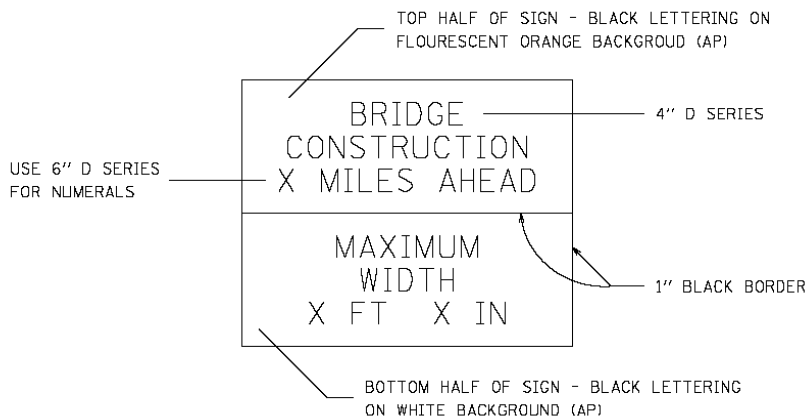 TOP HALF OF SIGN - BLACK LETTERING ON
FLOURESCENT ORANGE BACKGROUD (AP)
BRIDGE
CONSTRUCTION
X MILES AHEAD
4" D SERIES
USE 6" D SERIES
FOR NUMERALS
MAXIMUM
WIDTH
X FT X IN
1" BLACK BORDER
BOTTOM HALF OF SIGN - BLACK LETTERING
ON WHITE BACKGROUND (AP)